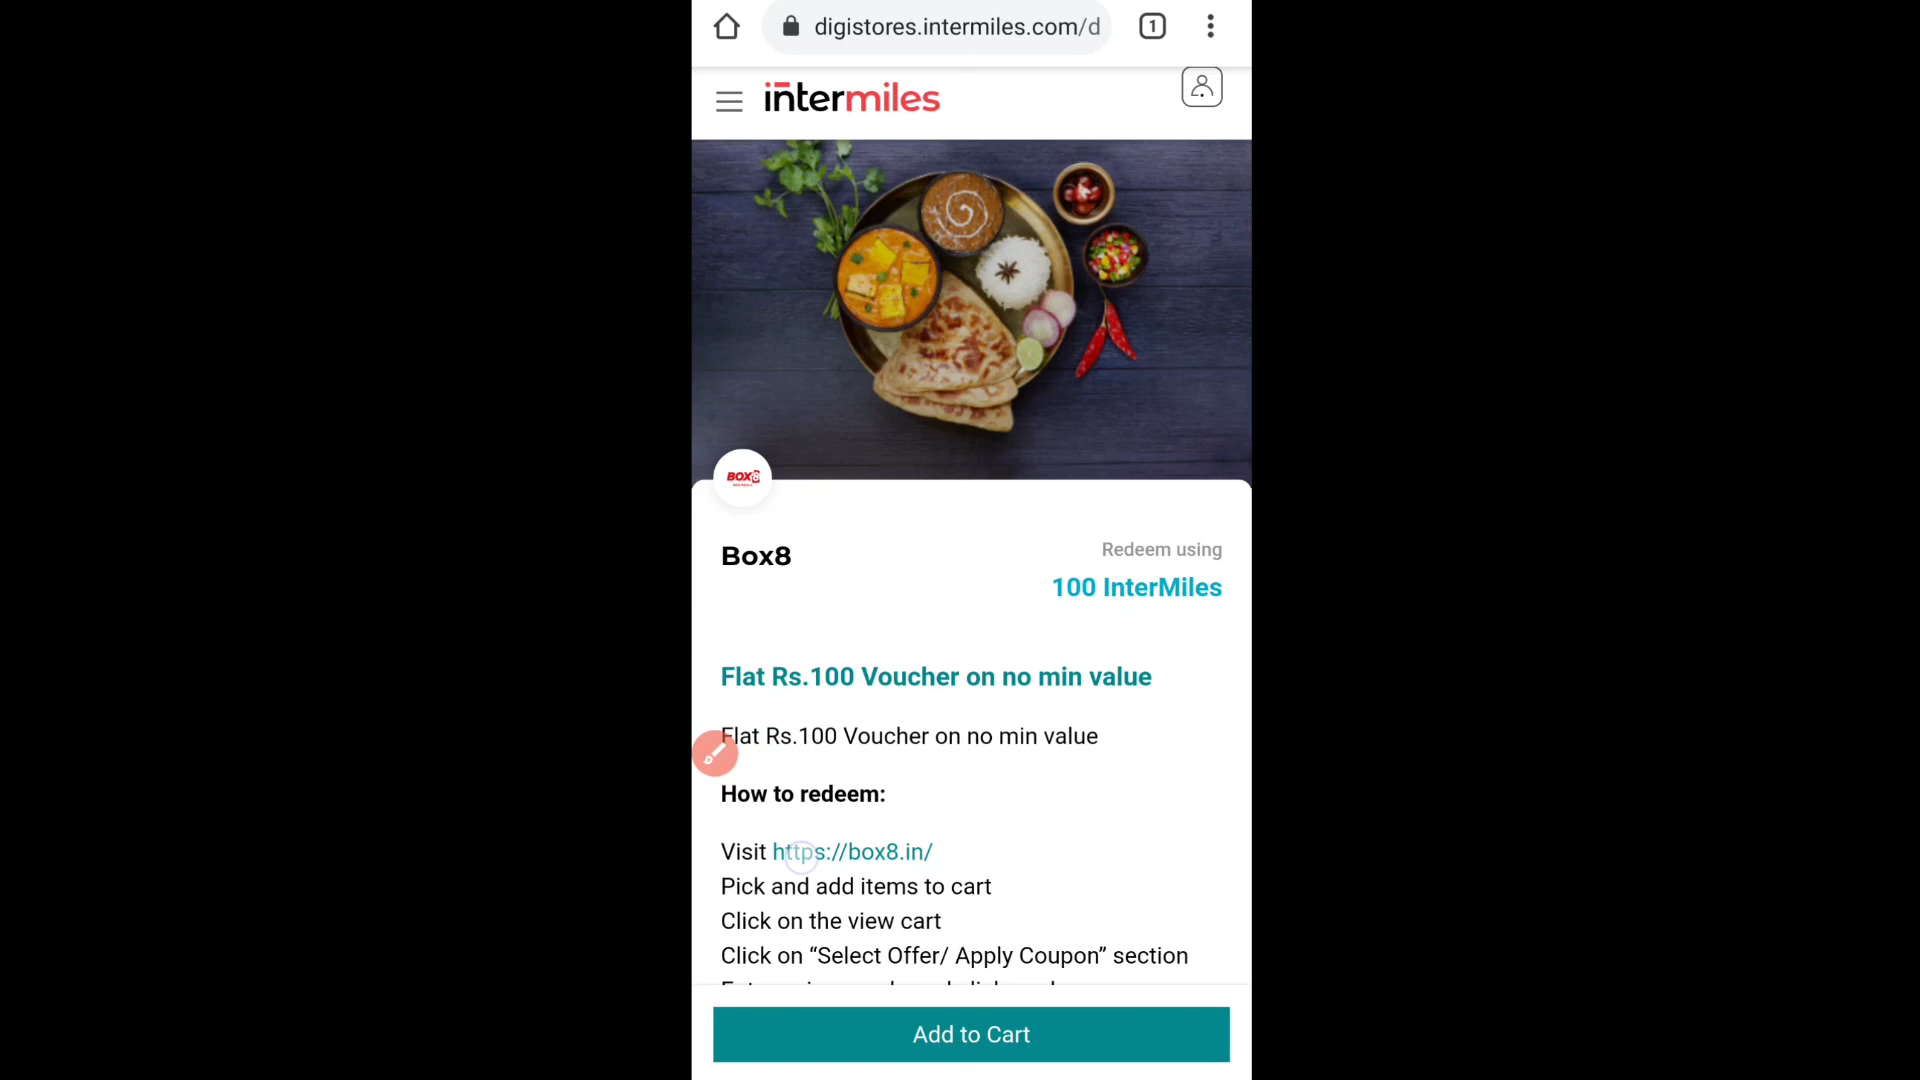 digistores.intermiles.com/d
1
intermiles
BOX8
Box8
Redeem using
100 InterMiles
Flat Rs.100 Voucher on no min value
Flat Rs.100 Voucher on no min value
How to redeem:
Visit https://box8.in/
Pick and add items to cart
Click on the view cart
Click on “Select Offer/ Apply Coupon” section
Add to Cart